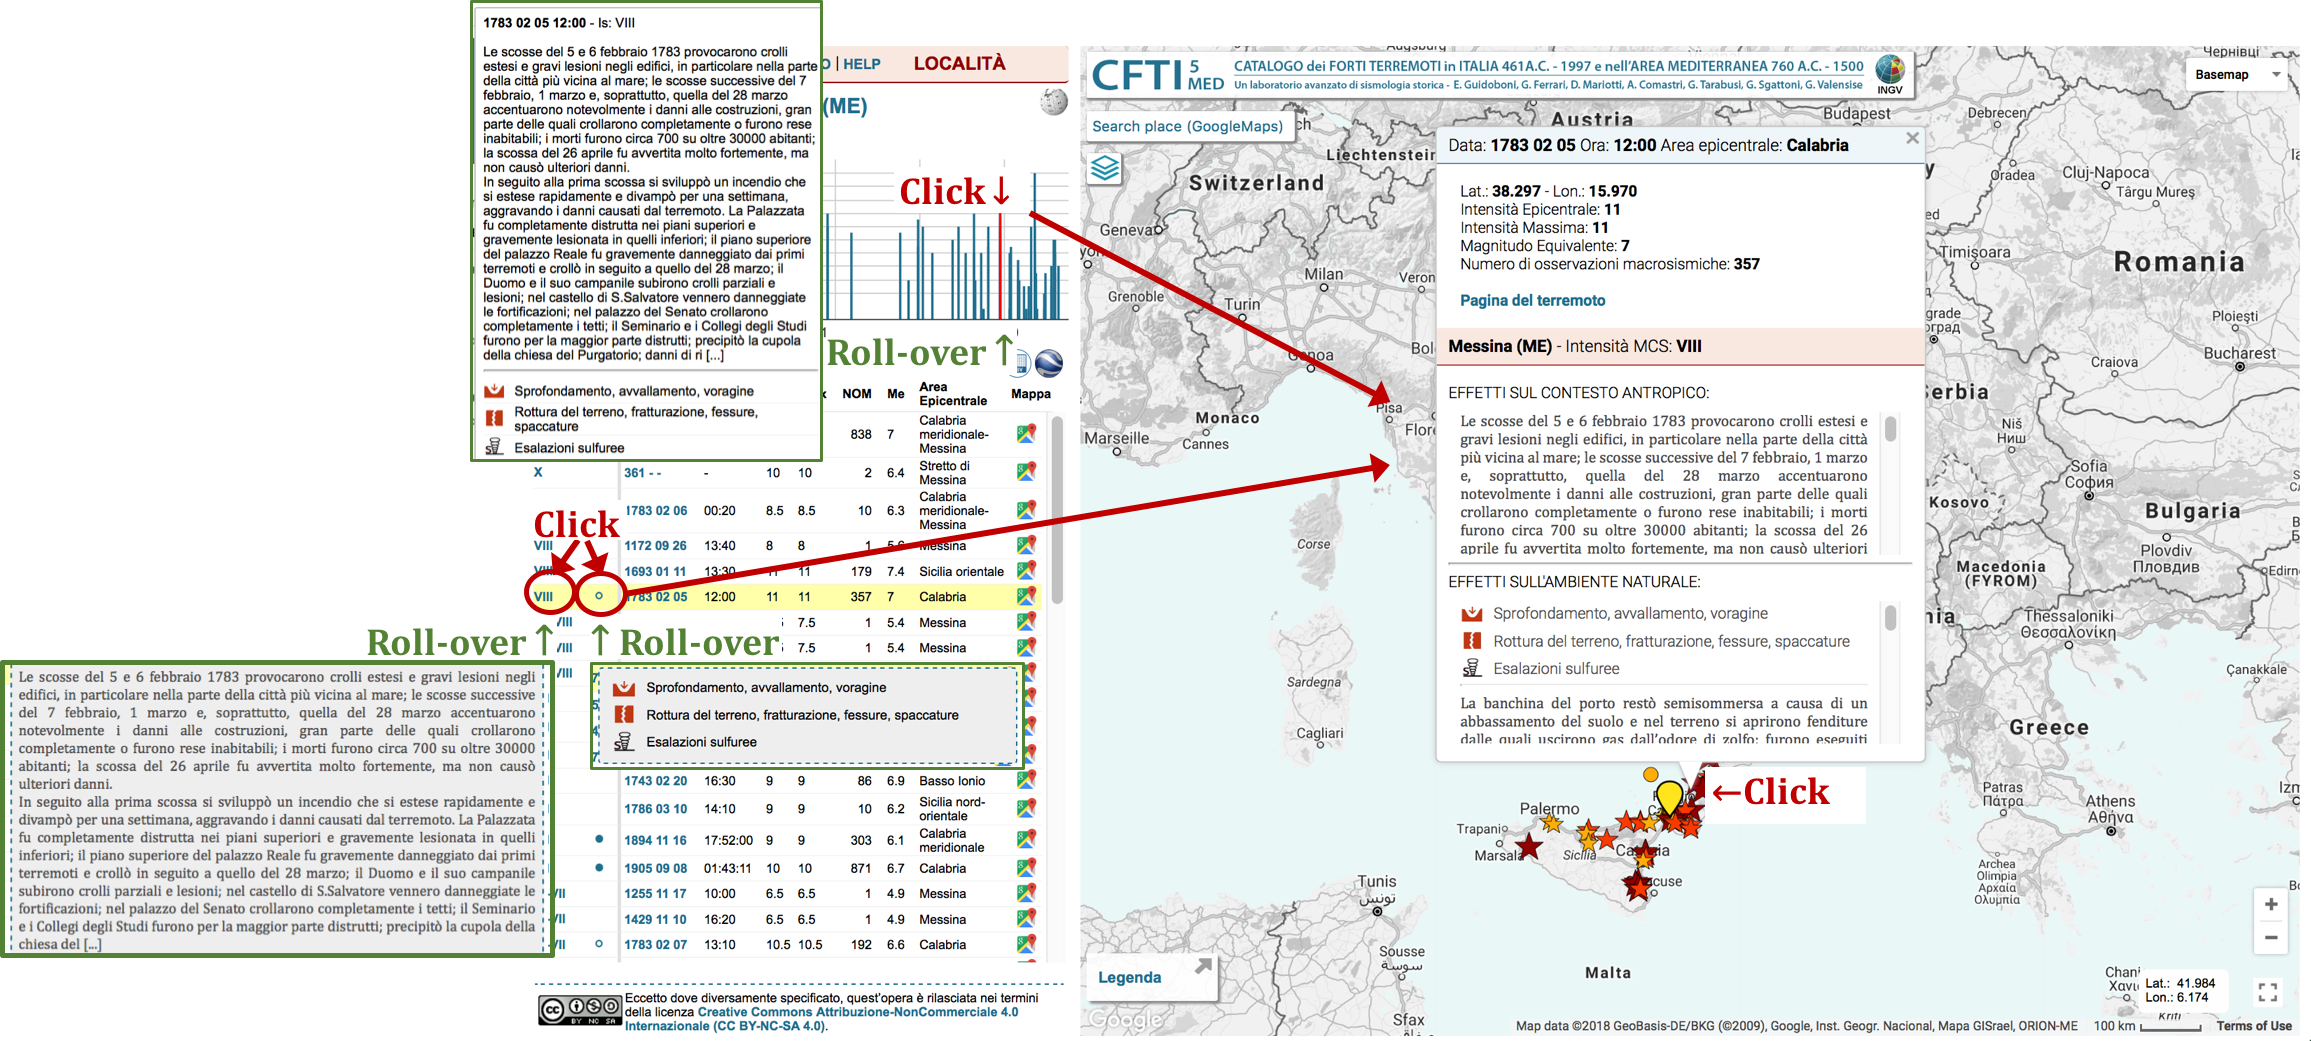 1783 02 05 12:00 - Is: VIII
Le scosse del 5 e 6 febbraio 1783 provocarono crolli
estesi e gravi lesioni negli edifici, in particolare nella parte
della città più vicina al mare; le scosse successive del 7
febbraio, 1 marzo e, soprattutto, quella del 28 marzo
accentuarono notevolmente i danni alle costruzioni, gran
parte delle quali crollarono completamente o furono rese
inabitabili; i morti furono circa 700 su oltre 30000 abitanti;
la scossa del 26 aprile fu avvertita molto fortemente, ma
non causò ulteriori danni.
In seguito alla prima scossa si sviluppò un incendio che
si estese rapidamente e divampò per una settimana,
aggravando i danni causati dal terremoto. La Palazzata
fu completamente distrutta nei piani superiori e
gravemente lesionata in quelli inferiori; il piano superiore
del palazzo Reale fu gravemente danneggiato dai primi
terremoti e crollò in seguito a quello del 28 marzo; il
Duomo e il suo campanile subirono crolli parziali e
lesioni; nel castello di S.Salvatore vennero danneggiate
le fortificazioni; nel palazzo del Senato crollarono
completamente i tetti; il Seminario e i Collegi degli Studi
furono per la maggior parte distrutti; precipitò la cupola
della chiesa del Purgatorio; danni di ri [...]
Sprofondamento, avvallamento, voragine
Rottura del terreno, fratturazione, fessure,
spaccature
Esalazioni sulfuree
| HELP LOCALITÀ
(ME)
Click↓
Roll-over↑
NOM Me Area Epicentrale Mappa
838 7 Calabria meridionale-Messina
X 361 - - - 10 10 2 6.4 Stretto di Messina
1783 02 06 00:20 8.5 8.5 10 6.3 Calabria meridionale-Messina
Click
VIII 1172 09 26 13:40 8 8 1 5.6 Messina
VIII 1693 01 11 13:30 11 11 179 7.4 Sicilia orientale
VIII 1783 02 05 12:00 11 11 357 7 Calabria
VIII 7.5 1 5.4 Messina
VIII 7.5 1 5.4 Messina
VIII
Roll-over↑ ↑Roll-over
Sprofondamento, avvallamento, voragine
Rottura del terreno, fratturazione, fessure, spaccature
Esalazioni sulfuree
1743 02 20 16:30 9 9 86 6.9 Basso Ionio
1786 03 10 14:10 9 9 10 6.2 Sicilia nord-orientale
1894 11 16 17:52:00 9 9 303 6.1 Calabria meridionale
1905 09 08 01:43:11 10 10 871 6.7 Calabria
VII 1255 11 17 10:00 6.5 6.5 1 4.9 Messina
VII 1429 11 10 16:20 6.5 6.5 1 4.9 Messina
VII 1783 02 07 13:10 10.5 10.5 192 6.6 Calabria
Le scosse del 5 e 6 febbraio 1783 provocarono crolli estesi e gravi lesioni negli
edifici, in particolare nella parte della città più vicina al mare; le scosse successive
del 7 febbraio, 1 marzo e, soprattutto, quella del 28 marzo accentuarono
notevolmente i danni alle costruzioni, gran parte delle quali crollarono
completamente o furono rese inabitabili; i morti furono circa 700 su oltre 30000
abitanti; la scossa del 26 aprile fu avvertita molto fortemente, ma non causò
ulteriori danni.
In seguito alla prima scossa si sviluppò un incendio che si estese rapidamente e
divampò per una settimana, aggravando i danni causati dal terremoto. La Palazzata
fu completamente distrutta nei piani superiori e gravemente lesionata in quelli
inferiori; il piano superiore del palazzo Reale fu gravemente danneggiato dai primi
terremoti e crollò in seguito a quello del 28 marzo; il Duomo e il suo campanile
subirono crolli parziali e lesioni; nel castello di S.Salvatore vennero danneggiate le
fortificazioni; nel palazzo del Senato crollarono completamente i tetti; il Seminario
e i Collegi degli Studi furono per la maggior parte distrutti; precipitò la cupola della
chiesa del [...]
cc BY NC SA
Eccetto dove diversamente specificato, quest'opera è rilasciata nei termini
della licenza Creative Commons Attribuzione-NonCommerciale 4.0
Internazionale (CC BY-NC-SA 4.0).
CFTI 5 MED
CATALOGO dei FORTI TERREMOTI in ITALIA 461 A.C. - 1997 e nell'AREA MEDITERRANEA 760 A.C. - 1500
Un laboratorio avanzato di sismologia storica - E. Guidoboni, G. Ferrari, D. Mariotti, A. Comastri, G. Tarabusi, G. Sgattoni, G. Valensise
INGV
Basemap
Search place (GoogleMaps)
Data: 1783 02 05 Ora: 12:00 Area epicentrale: Calabria
Lat.: 38.297 - Lon.: 15.970
Intensità Epicentrale: 11
Intensità Massima: 11
Magnitudo Equivalente: 7
Numero di osservazioni macrosismiche: 357
Pagina del terremoto
Messina (ME) - Intensità MCS: VIII
EFFETTI SUL CONTESTO ANTROPICO:
Le scosse del 5 e 6 febbraio 1783 provocarono crolli estesi e
gravi lesioni negli edifici, in particolare nella parte della città
più vicina al mare; le scosse successive del 7 febbraio, 1 marzo
e, soprattutto, quella del 28 marzo accentuarono
notevolmente i danni alle costruzioni, gran parte delle quali
crollarono completamente o furono rese inabitabili; i morti
furono circa 700 su oltre 30000 abitanti; la scossa del 26
aprile fu avvertita molto fortemente, ma non causò ulteriori
EFFETTI SULL'AMBIENTE NATURALE:
Sprofondamento, avvallamento, voragine
Rottura del terreno, fratturazione, fessure, spaccature
Esalazioni sulfuree
La banchina del porto restò semisommersa a causa di un
abbassamento del suolo e nel terreno si aprirono fenditure
dalle quali uscirono gas dall'odore di zolfo; furono eseguiti
←Click
Чернівці
Austria
Budapest
Debrecen
Liechtenstein
Switzerland
Oradea
Cluj-Napoca
Târgu Mureș
Geneva
Timișoara
Romania
Milan
Grenoble
Turin
Genoa
Ploiești
Craiova
Bucharest
Pisa
Monaco
Marseille
Cannes
Niš
Ниш
Sofia
София
Kosovo
Bulgaria
Plovdiv
Пловдив
Macedonia
(FYROM)
Corse
Thessaloniki
Θεσσαλονίκη
Sardegna
Çanakkale
Cagliari
Greece
Palermo
Trapani
Marsala
Sicilia
Patras
Πάτρα
Athens
Αθήνα
Archea
Olimpia
Αρχαία
Ολυμπία
Tunis
تونس
Sousse
سوسة
Sfax
Malta
Legenda
Google
Lat.: 41.984
Lon.: 6.174
Map data ©2018 GeoBasis-DE/BKG (©2009), Google, Inst. Geogr. Nacional, Mapa GISrael, ORION-ME
100 km
Terms of Use